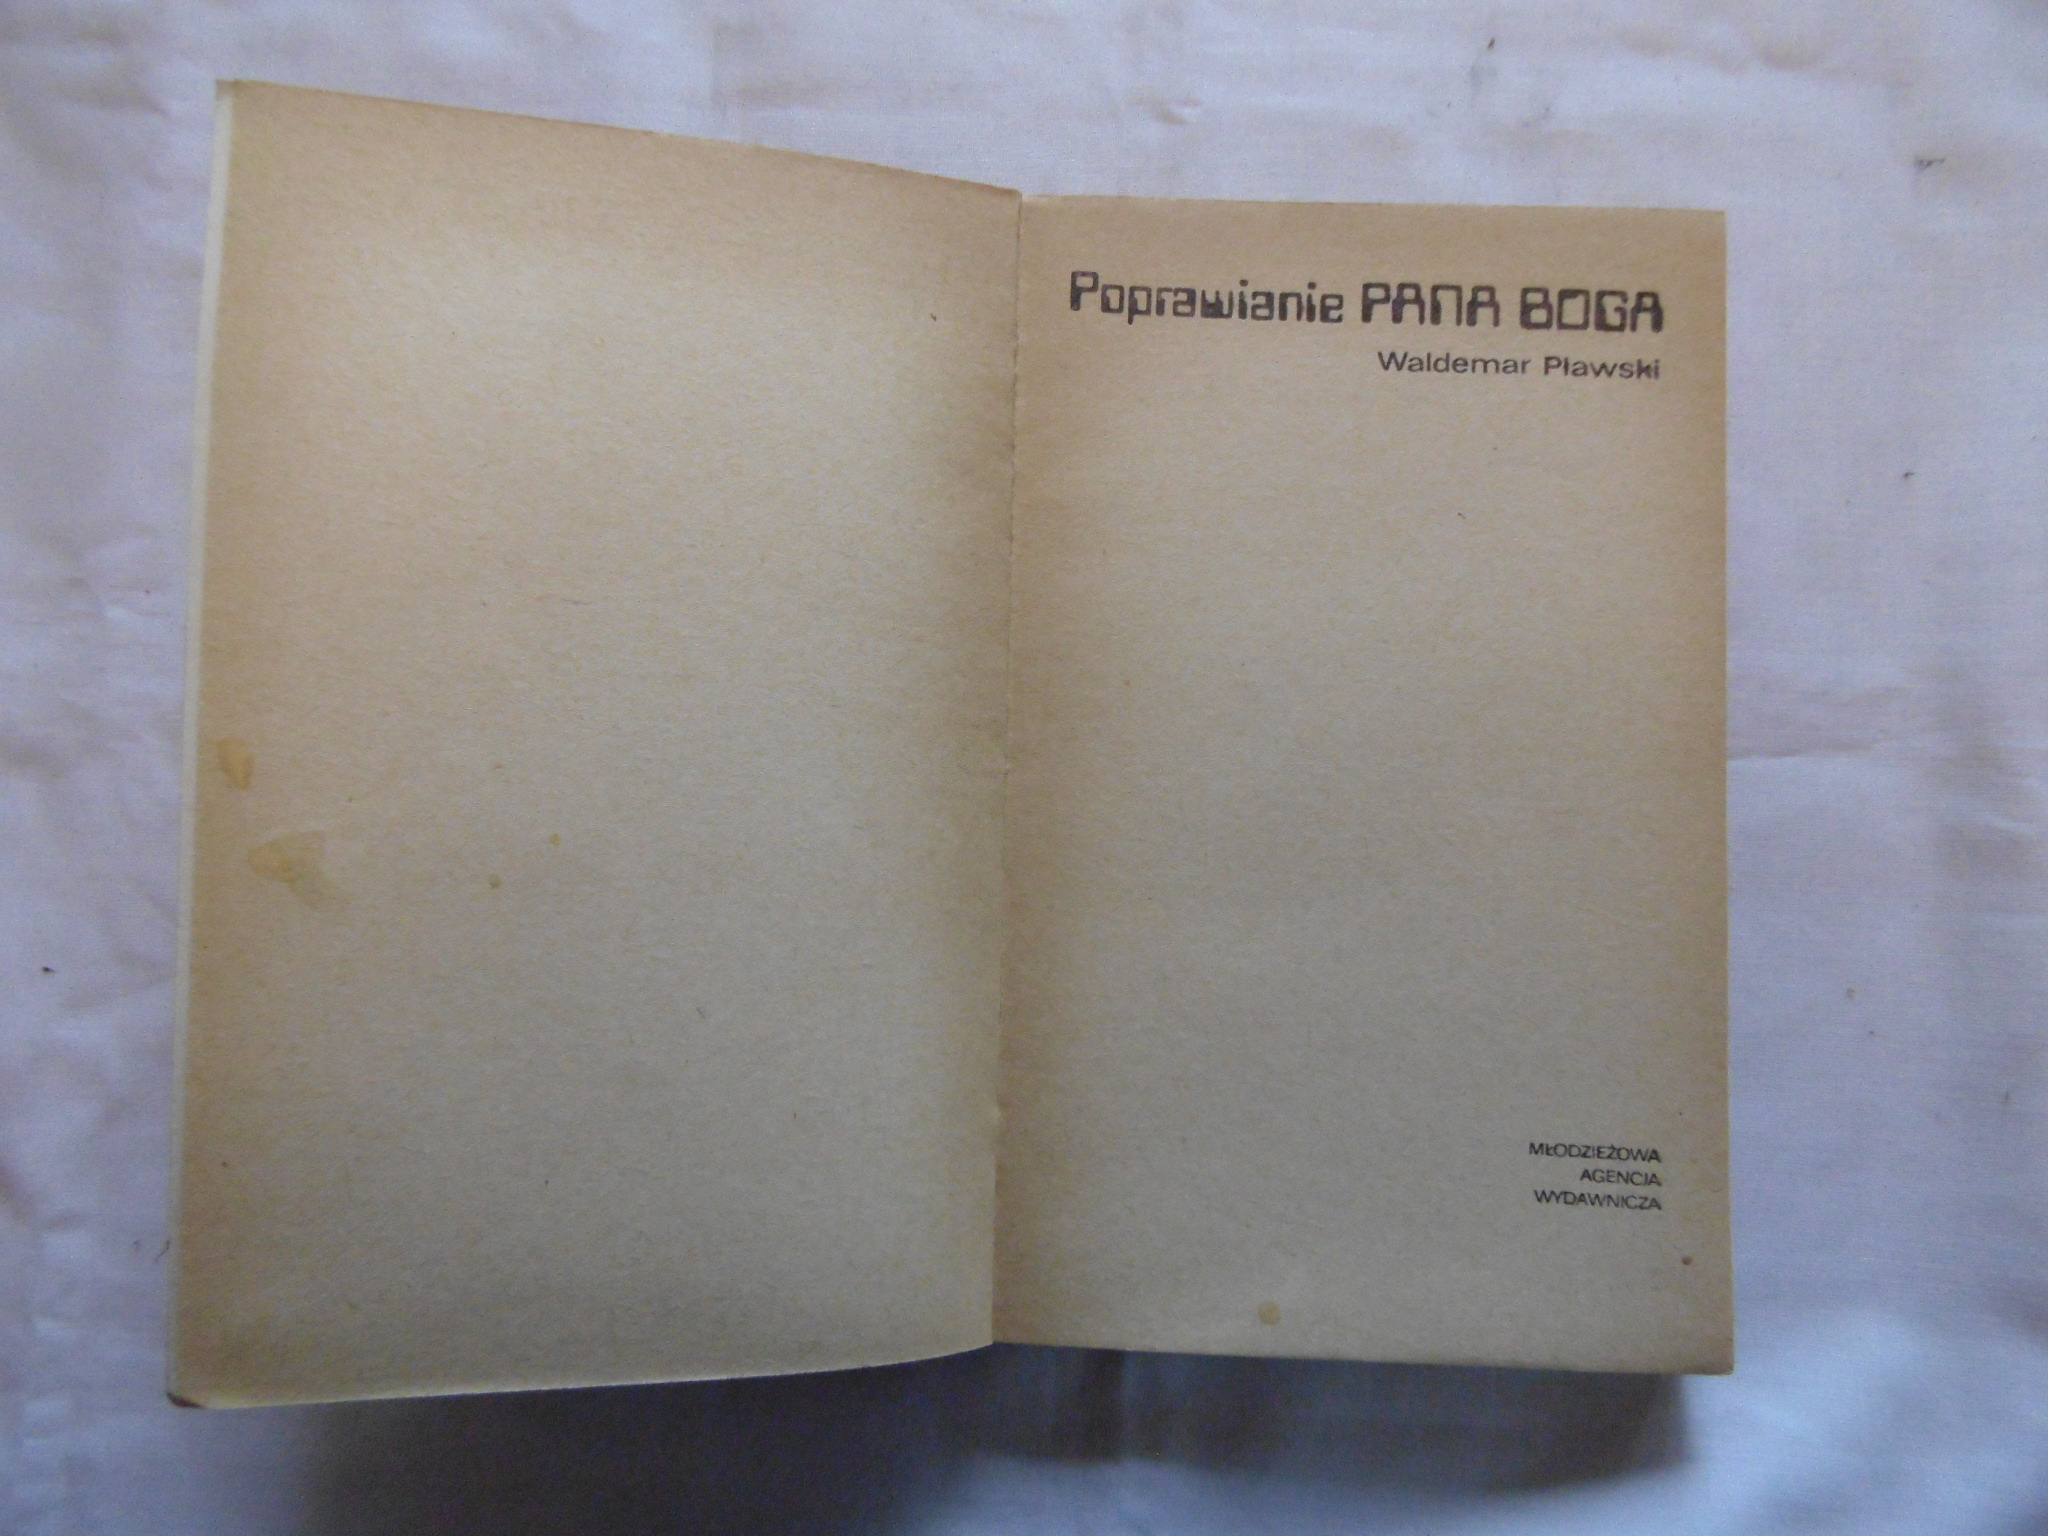 Poprawianie PANA BOGA
Waldemar Pławski
MŁODZIEŻOWA
AGENCJA
WYDAWNICZA